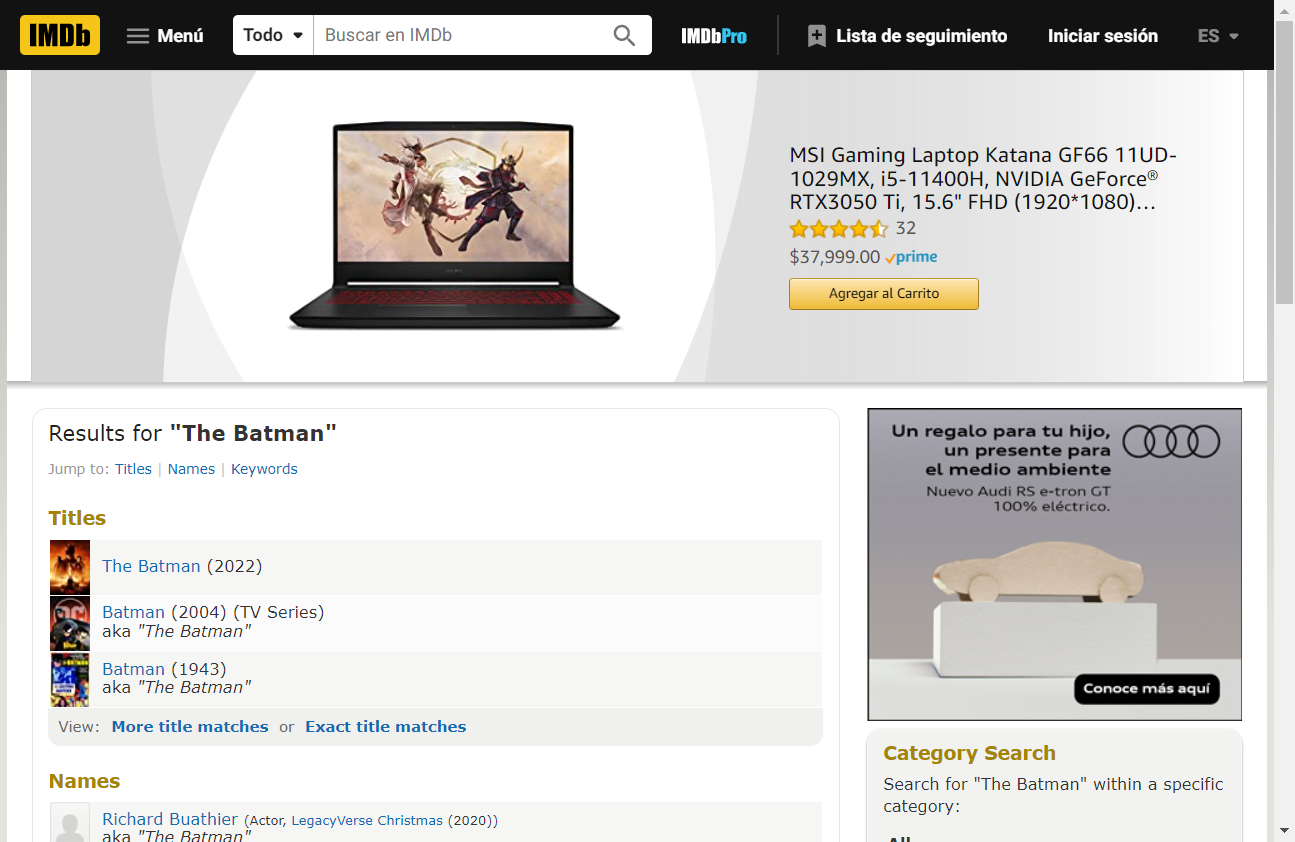 IMDb Menú Todo Buscar en IMDb IMDbPro Lista de seguimiento Iniciar sesión ES
MSI Gaming Laptop Katana GF66 11UD-
1029MX, i5-11400H, NVIDIA GeForce®
RTX3050 Ti, 15.6" FHD (1920*1080)...
32
$37,999.00 prime
Agregar al Carrito
Results for "The Batman"
Jump to: Titles | Names | Keywords
Titles
The Batman (2022)
Batman (2004) (TV Series)
aka "The Batman"
Batman (1943)
aka "The Batman"
View: More title matches or Exact title matches
Names
Richard Buathier (Actor, LegacyVerse Christmas (2020))
aka "The Batman"
Un regalo para tu hijo,
un presente para
el medio ambiente
Nuevo Audi RS e-tron GT
100% eléctrico.
Conoce más aquí
Category Search
Search for "The Batman" within a specific
category:
All